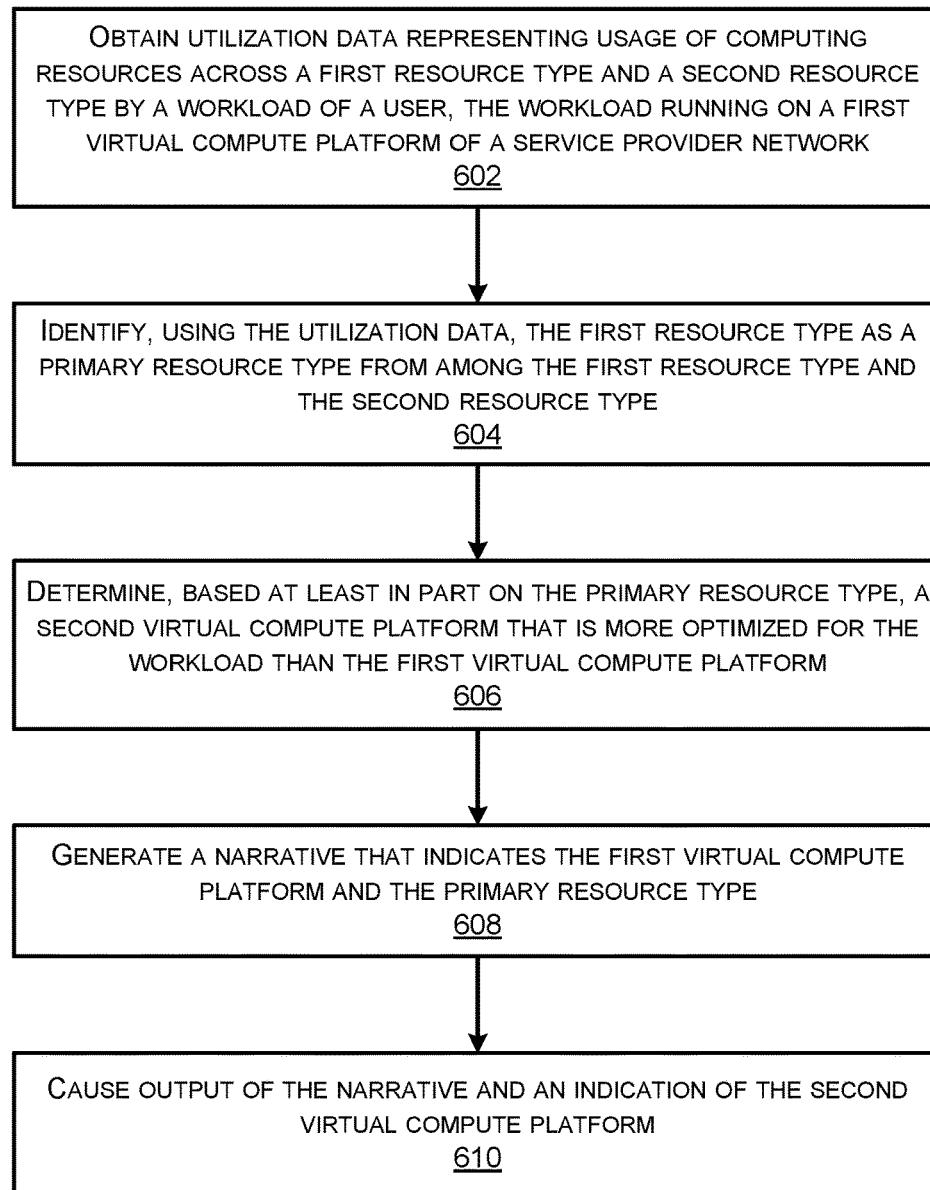 OBTAIN UTILIZATION DATA REPRESENTING USAGE OF COMPUTING
RESOURCES ACROSS A FIRST RESOURCE TYPE AND A SECOND RESOURCE
TYPE BY A WORKLOAD OF A USER, THE WORKLOAD RUNNING ON A FIRST
VIRTUAL COMPUTE PLATFORM OF A SERVICE PROVIDER NETWORK
602
IDENTIFY, USING THE UTILIZATION DATA, THE FIRST RESOURCE TYPE AS A
PRIMARY RESOURCE TYPE FROM AMONG THE FIRST RESOURCE TYPE AND
THE SECOND RESOURCE TYPE
604
DETERMINE, BASED AT LEAST IN PART ON THE PRIMARY RESOURCE TYPE, A
SECOND VIRTUAL COMPUTE PLATFORM THAT IS MORE OPTIMIZED FOR THE
WORKLOAD THAN THE FIRST VIRTUAL COMPUTE PLATFORM
606
GENERATE A NARRATIVE THAT INDICATES THE FIRST VIRTUAL COMPUTE
PLATFORM AND THE PRIMARY RESOURCE TYPE
608
CAUSE OUTPUT OF THE NARRATIVE AND AN INDICATION OF THE SECOND
VIRTUAL COMPUTE PLATFORM
610